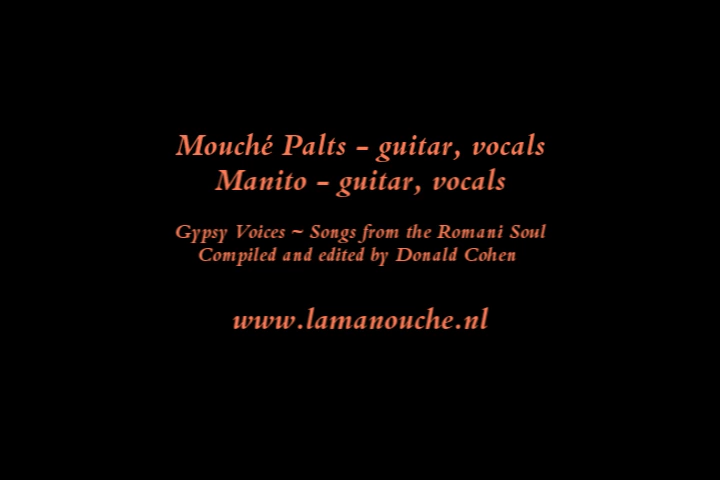 Mouché Palts – guitar, vocals
Manito – guitar, vocals
Gypsy Voices ~ Songs from the Romani Soul
Compiled and edited by Donald Cohen
www.lamanouche.nl